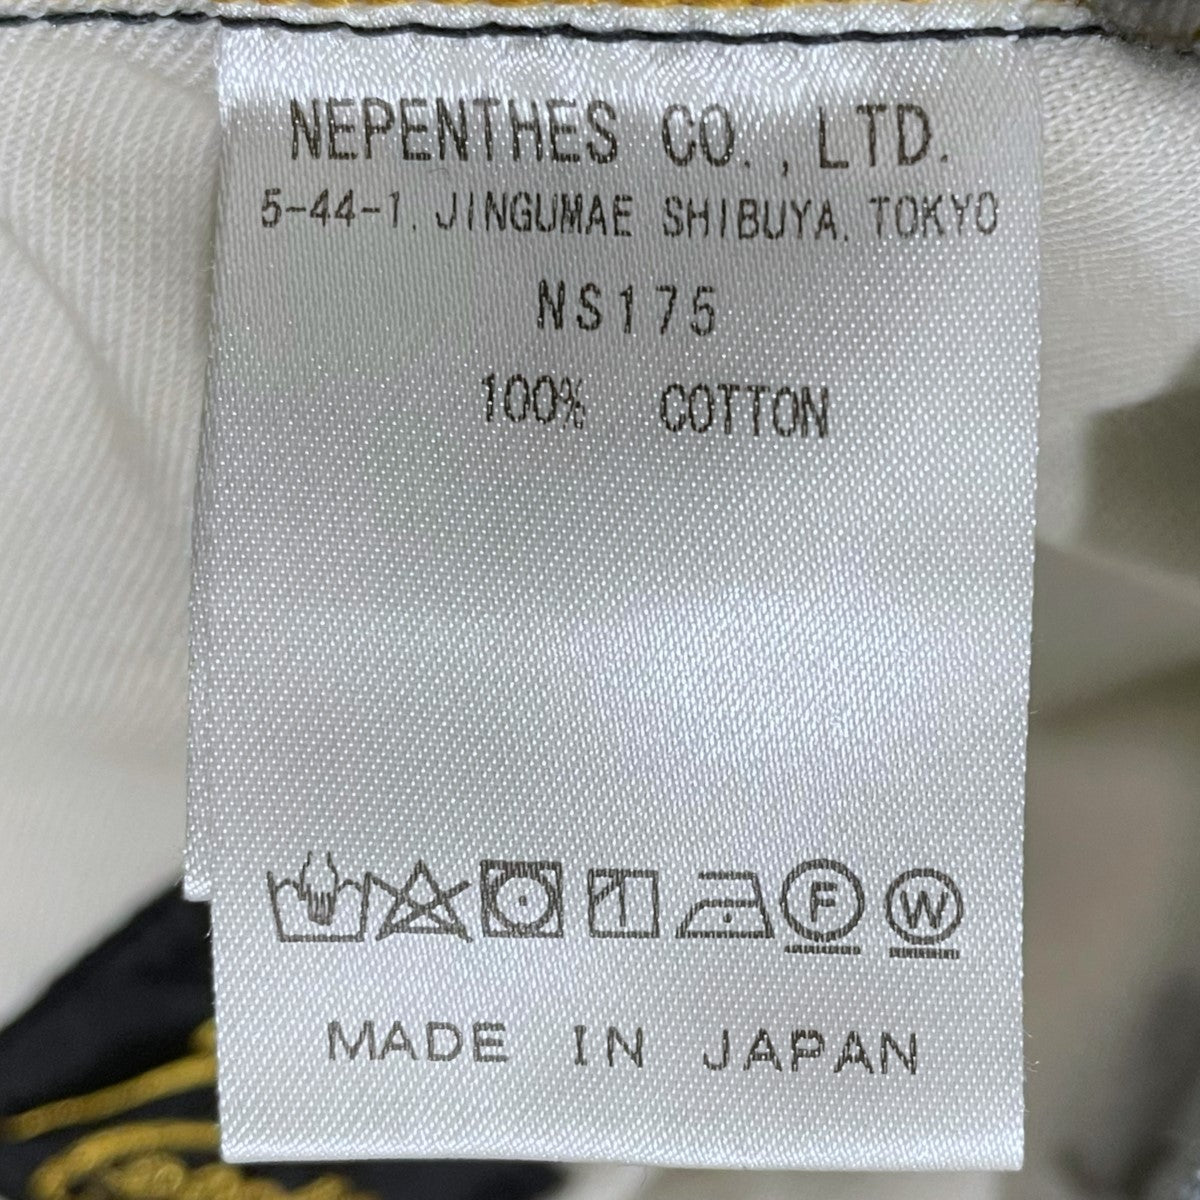 NEPENTHES CO., LTD.
5-44-1. JINGUMAE SHIBUYA. TOKYO
NS175
100% COTTON
F W
MADE IN JAPAN